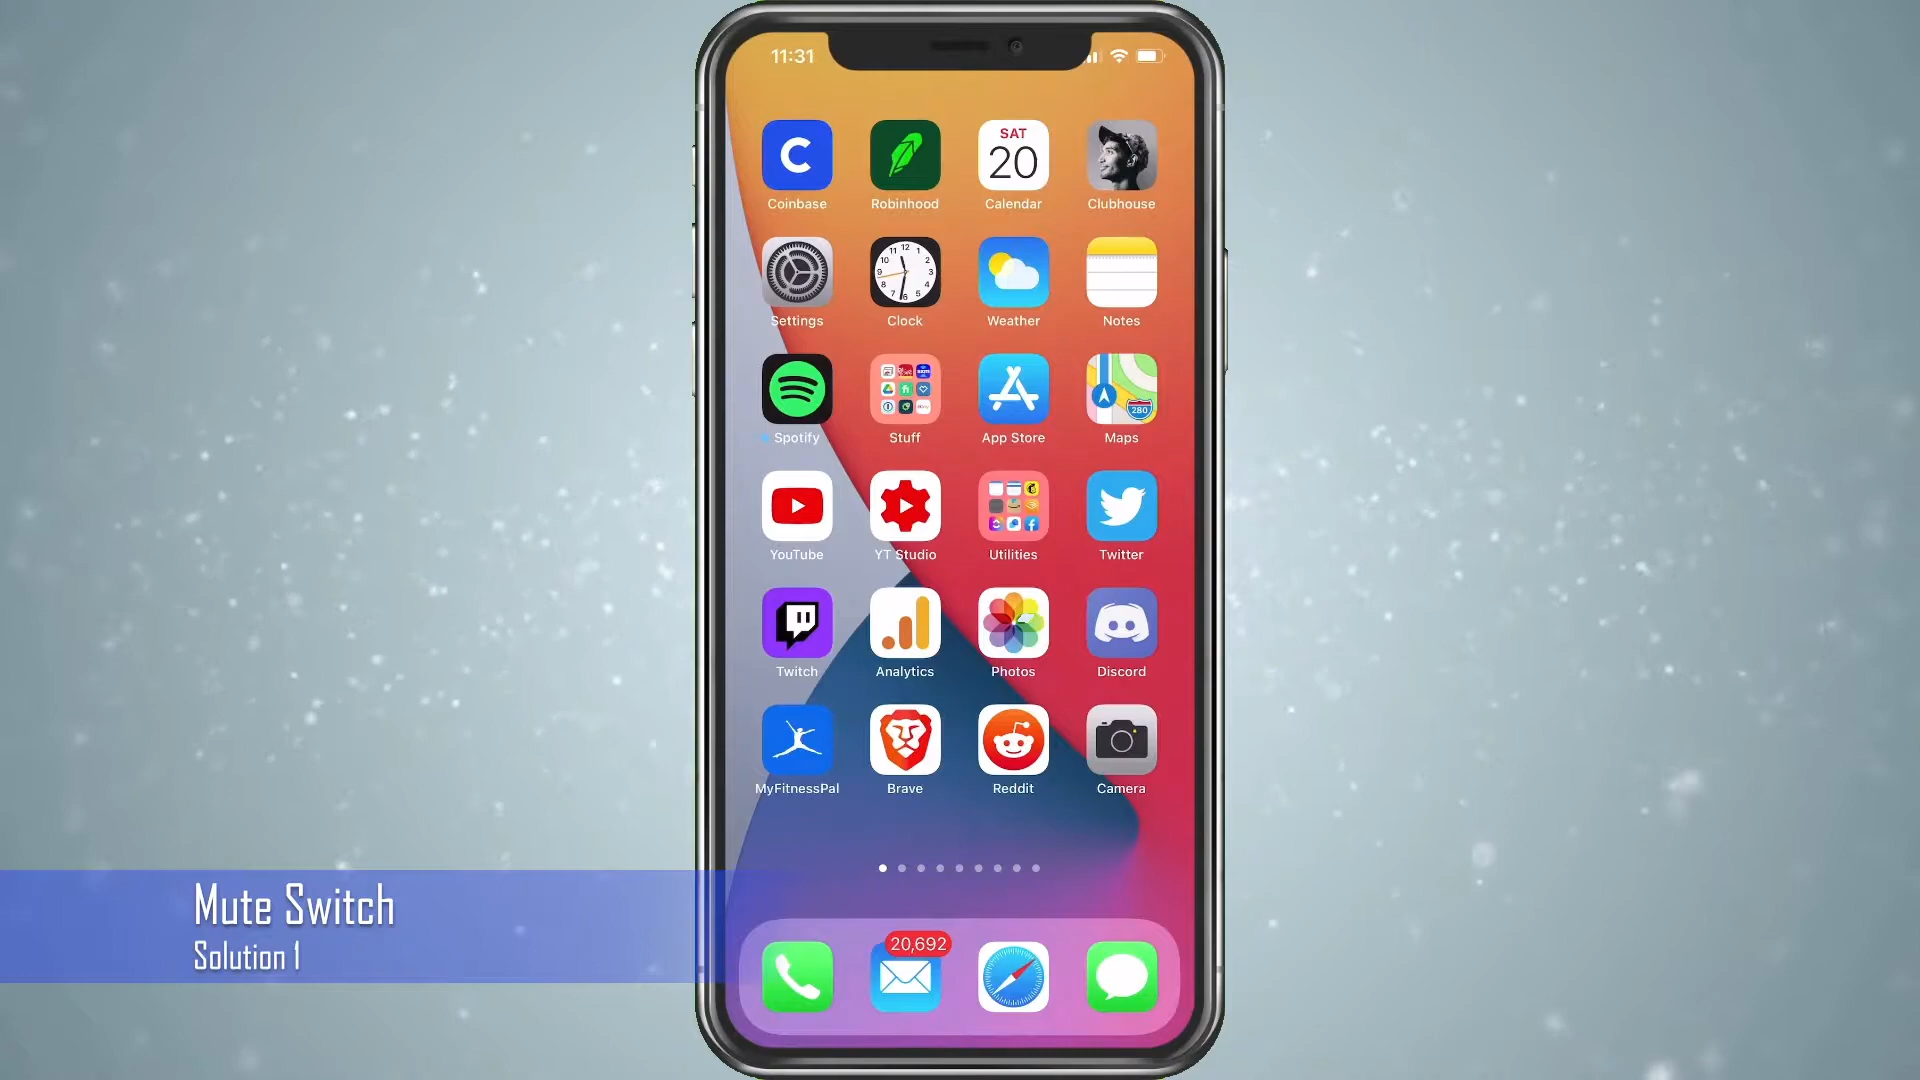 11:31
SAT
20
Coinbase
Robinhood
Calendar
Clubhouse
Settings
Clock
Weather
Notes
280
Spotify
Stuff
App Store
Maps
YouTube
YT Studio
Utilities
Twitter
Twitch
Analytics
Photos
Discord
MyFitnessPal
Brave
Reddit
Camera
Mute Switch
Solution 1
20,692